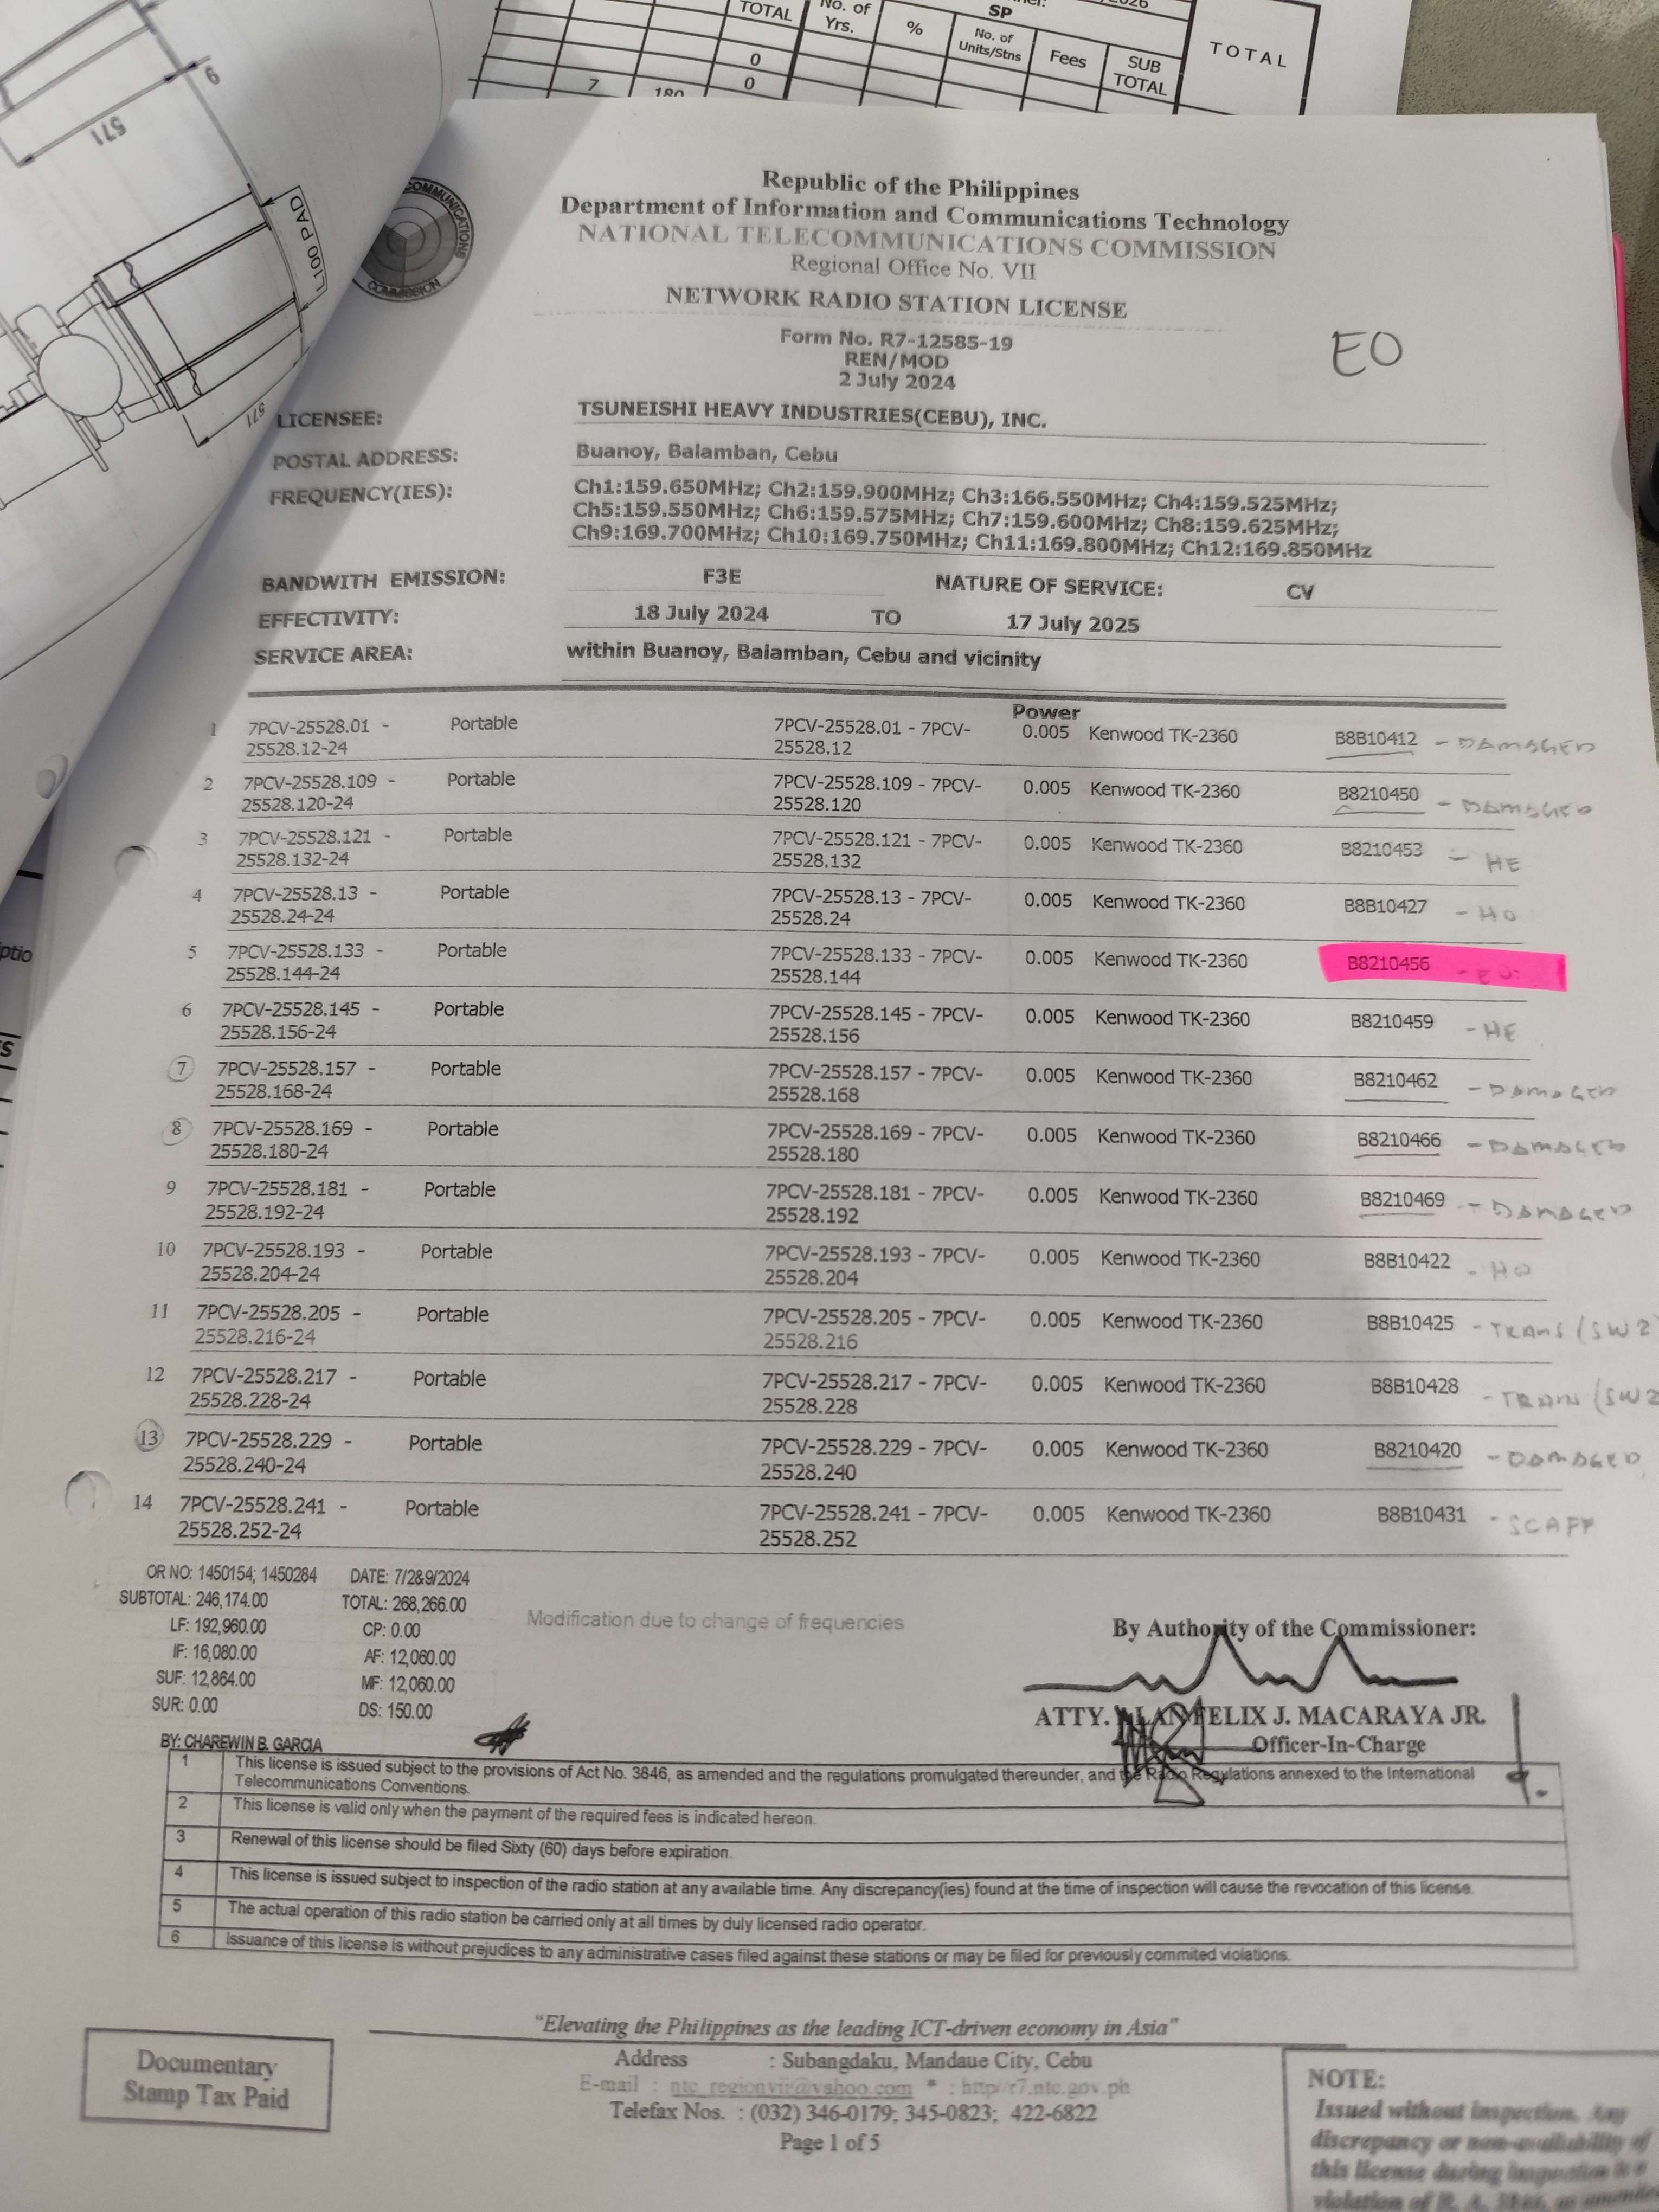 TOTAL
No. of
Yrs.
%
SP
No. of
Units/Stns
Fees
SUB
TOTAL
TOTAL
0
7
180
0
6
571
L100 PAD
571
Republic of the Philippines
Department of Information and Communications Technology
NATIONAL TELECOMMUNICATIONS COMMISSION
Regional Office No. VII
NETWORK RADIO STATION LICENSE
Form No. R7-12585-19
REN/MOD
2 July 2024
EO
LICENSEE: TSUNEISHI HEAVY INDUSTRIES(CEBU), INC.
POSTAL ADDRESS: Buanoy, Balamban, Cebu
FREQUENCY(IES): Ch1:159.650MHz; Ch2:159.900MHz; Ch3:166.550MHz; Ch4:159.525MHz;
Ch5:159.550MHz; Ch6:159.575MHz; Ch7:159.600MHz; Ch8:159.625MHz;
Ch9:169.700MHz; Ch10:169.750MHz; Ch11:169.800MHz; Ch12:169.850MHz
BANDWITH EMISSION: F3E NATURE OF SERVICE: CV
EFFECTIVITY: 18 July 2024 TO 17 July 2025
SERVICE AREA: within Buanoy, Balamban, Cebu and vicinity
Power
1 7PCV-25528.01 - Portable 7PCV-25528.01 - 7PCV- 0.005 Kenwood TK-2360 B8B10412 - DAMAGED
25528.12-24 25528.12
2 7PCV-25528.109 - Portable 7PCV-25528.109 - 7PCV- 0.005 Kenwood TK-2360 B8210450 - DAMAGED
25528.120-24 25528.120
3 7PCV-25528.121 - Portable 7PCV-25528.121 - 7PCV- 0.005 Kenwood TK-2360 B8210453 - HE
25528.132-24 25528.132
4 7PCV-25528.13 - Portable 7PCV-25528.13 - 7PCV- 0.005 Kenwood TK-2360 B8B10427 - HO
25528.24-24 25528.24
5 7PCV-25528.133 - Portable 7PCV-25528.133 - 7PCV- 0.005 Kenwood TK-2360 B8210456 - EO
25528.144-24 25528.144
6 7PCV-25528.145 - Portable 7PCV-25528.145 - 7PCV- 0.005 Kenwood TK-2360 B8210459 - HE
25528.156-24 25528.156
7 7PCV-25528.157 - Portable 7PCV-25528.157 - 7PCV- 0.005 Kenwood TK-2360 B8210462 - DAMAGED
25528.168-24 25528.168
8 7PCV-25528.169 - Portable 7PCV-25528.169 - 7PCV- 0.005 Kenwood TK-2360 B8210466 - DAMAGED
25528.180-24 25528.180
9 7PCV-25528.181 - Portable 7PCV-25528.181 - 7PCV- 0.005 Kenwood TK-2360 B8210469 - DAMAGED
25528.192-24 25528.192
10 7PCV-25528.193 - Portable 7PCV-25528.193 - 7PCV- 0.005 Kenwood TK-2360 B8B10422 - HO
25528.204-24 25528.204
11 7PCV-25528.205 - Portable 7PCV-25528.205 - 7PCV- 0.005 Kenwood TK-2360 B8B10425 - TRANS (SW2
25528.216-24 25528.216
12 7PCV-25528.217 - Portable 7PCV-25528.217 - 7PCV- 0.005 Kenwood TK-2360 B8B10428 - TRANS (SW2
25528.228-24 25528.228
13 7PCV-25528.229 - Portable 7PCV-25528.229 - 7PCV- 0.005 Kenwood TK-2360 B8210420 - DAMAGED
25528.240-24 25528.240
14 7PCV-25528.241 - Portable 7PCV-25528.241 - 7PCV- 0.005 Kenwood TK-2360 B8B10431 - SCAFF
25528.252-24 25528.252
OR NO: 1450154; 1450284 DATE: 7/2&9/2024
SUBTOTAL: 246,174.00 TOTAL: 268,266.00
LF: 192,960.00 CP: 0.00
IF: 16,080.00 AF: 12,060.00
SUF: 12,864.00 MF: 12,060.00
SUR: 0.00 DS: 150.00
Modification due to change of frequencies
By Authority of the Commissioner:
ATTY. FELIX J. MACARAYA JR.
Officer-In-Charge
BY: CHAREWIN B. GARCIA
1 This license is issued subject to the provisions of Act No. 3846, as amended and the regulations promulgated thereunder, and the Radio Regulations annexed to the International
Telecommunications Conventions.
2 This license is valid only when the payment of the required fees is indicated hereon.
3 Renewal of this license should be filed Sixty (60) days before expiration.
4 This license is issued subject to inspection of the radio station at any available time. Any discrepancy(ies) found at the time of inspection will cause the revocation of this license.
5 The actual operation of this radio station be carried only at all times by duly licensed radio operator.
6 Issuance of this license is without prejudices to any administrative cases filed against these stations or may be filed for previously commited violations.
"Elevating the Philippines as the leading ICT-driven economy in Asia"
Documentary
Stamp Tax Paid
Address : Subangdaku, Mandaue City, Cebu
E-mail : ntc_regionvii@yahoo.com * : http//r7.ntc.gov.ph
Telefax Nos. : (032) 346-0179; 345-0823; 422-6822
Page 1 of 5
NOTE:
Issued without inspection. Any
discrepancy or non-availability of
this license during inspection is a
violation of R. A. 3846, as amended